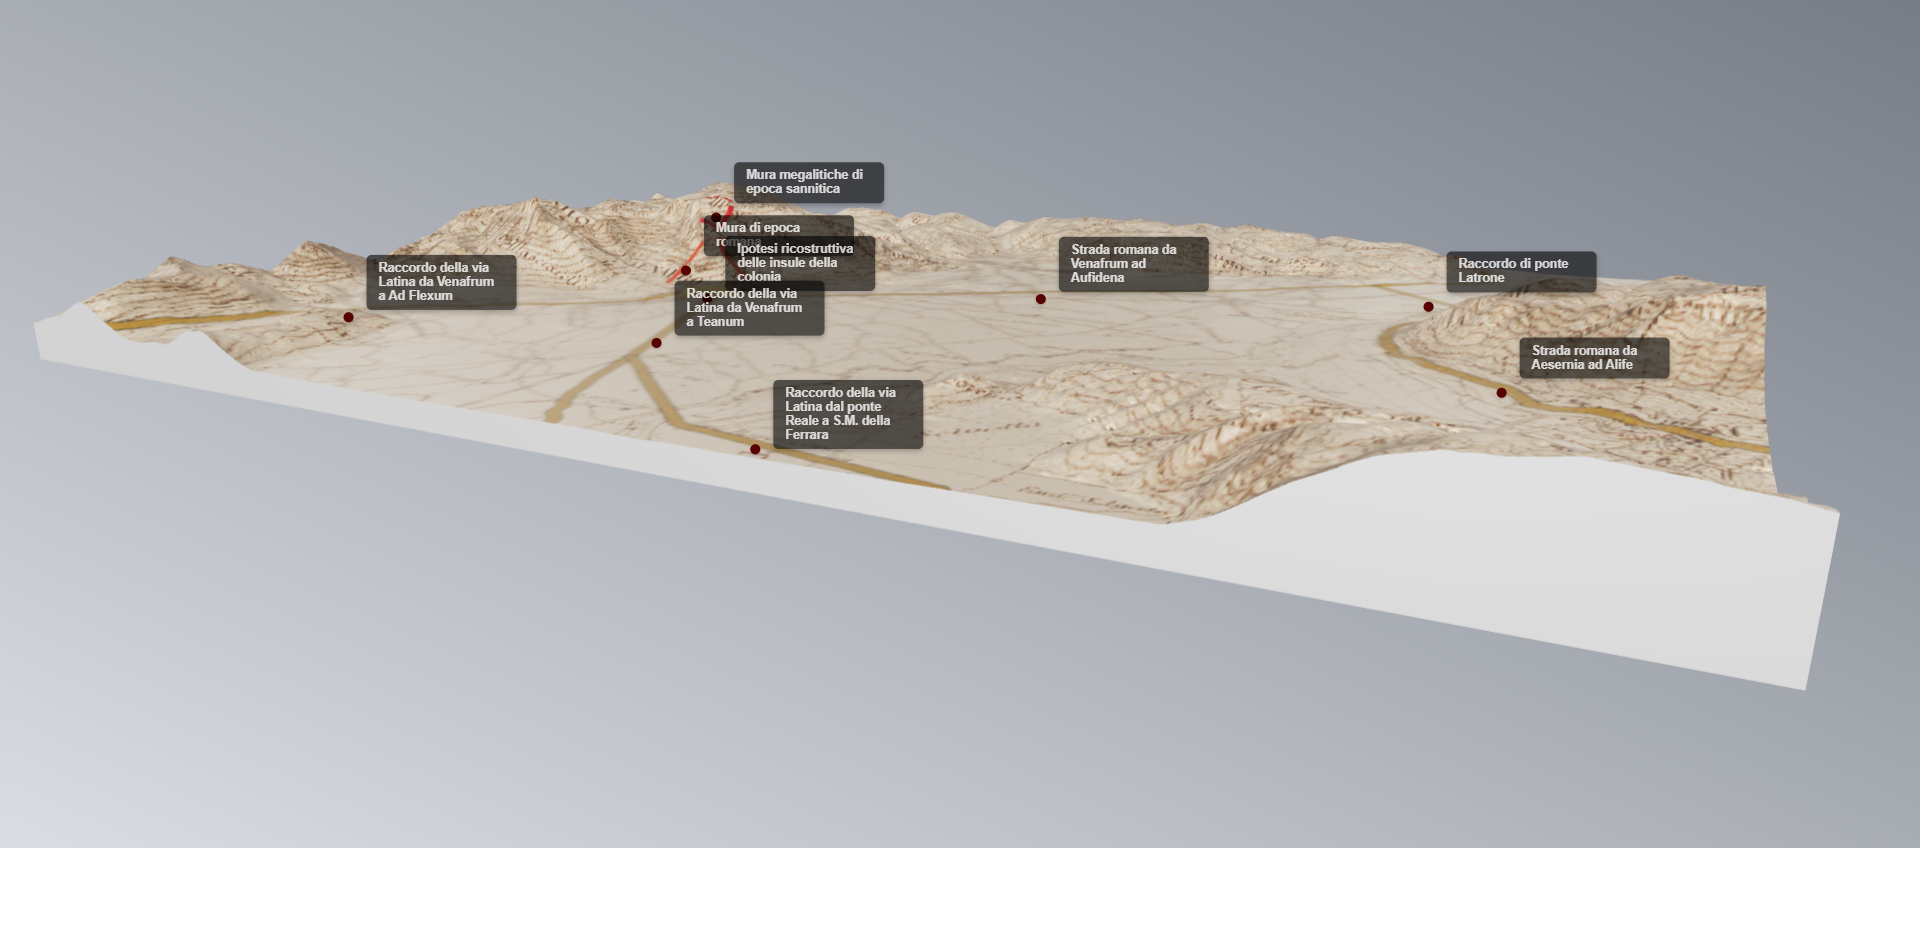 Mura megalitiche di
epoca sannitica
Mura di epoca
romana
Ipotesi ricostruttiva
delle insule della
colonia
Strada romana da
Venafrum ad
Aufidena
Raccordo di ponte
Latrone
Raccordo della via
Latina da Venafrum
a Ad Flexum
Raccordo della via
Latina da Venafrum
a Teanum
Strada romana da
Aesernia ad Alife
Raccordo della via
Latina dal ponte
Reale a S.M. della
Ferrara